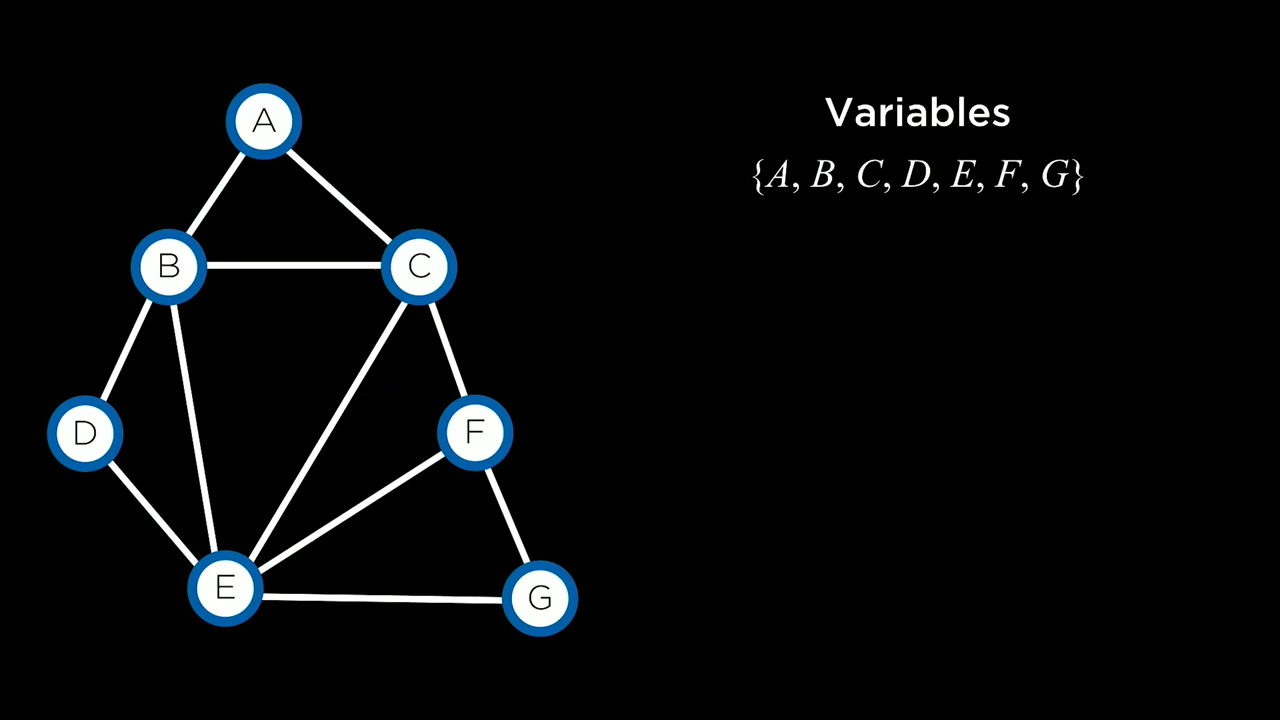 A
Variables
{A, B, C, D, E, F, G}
B
C
D
F
E
G